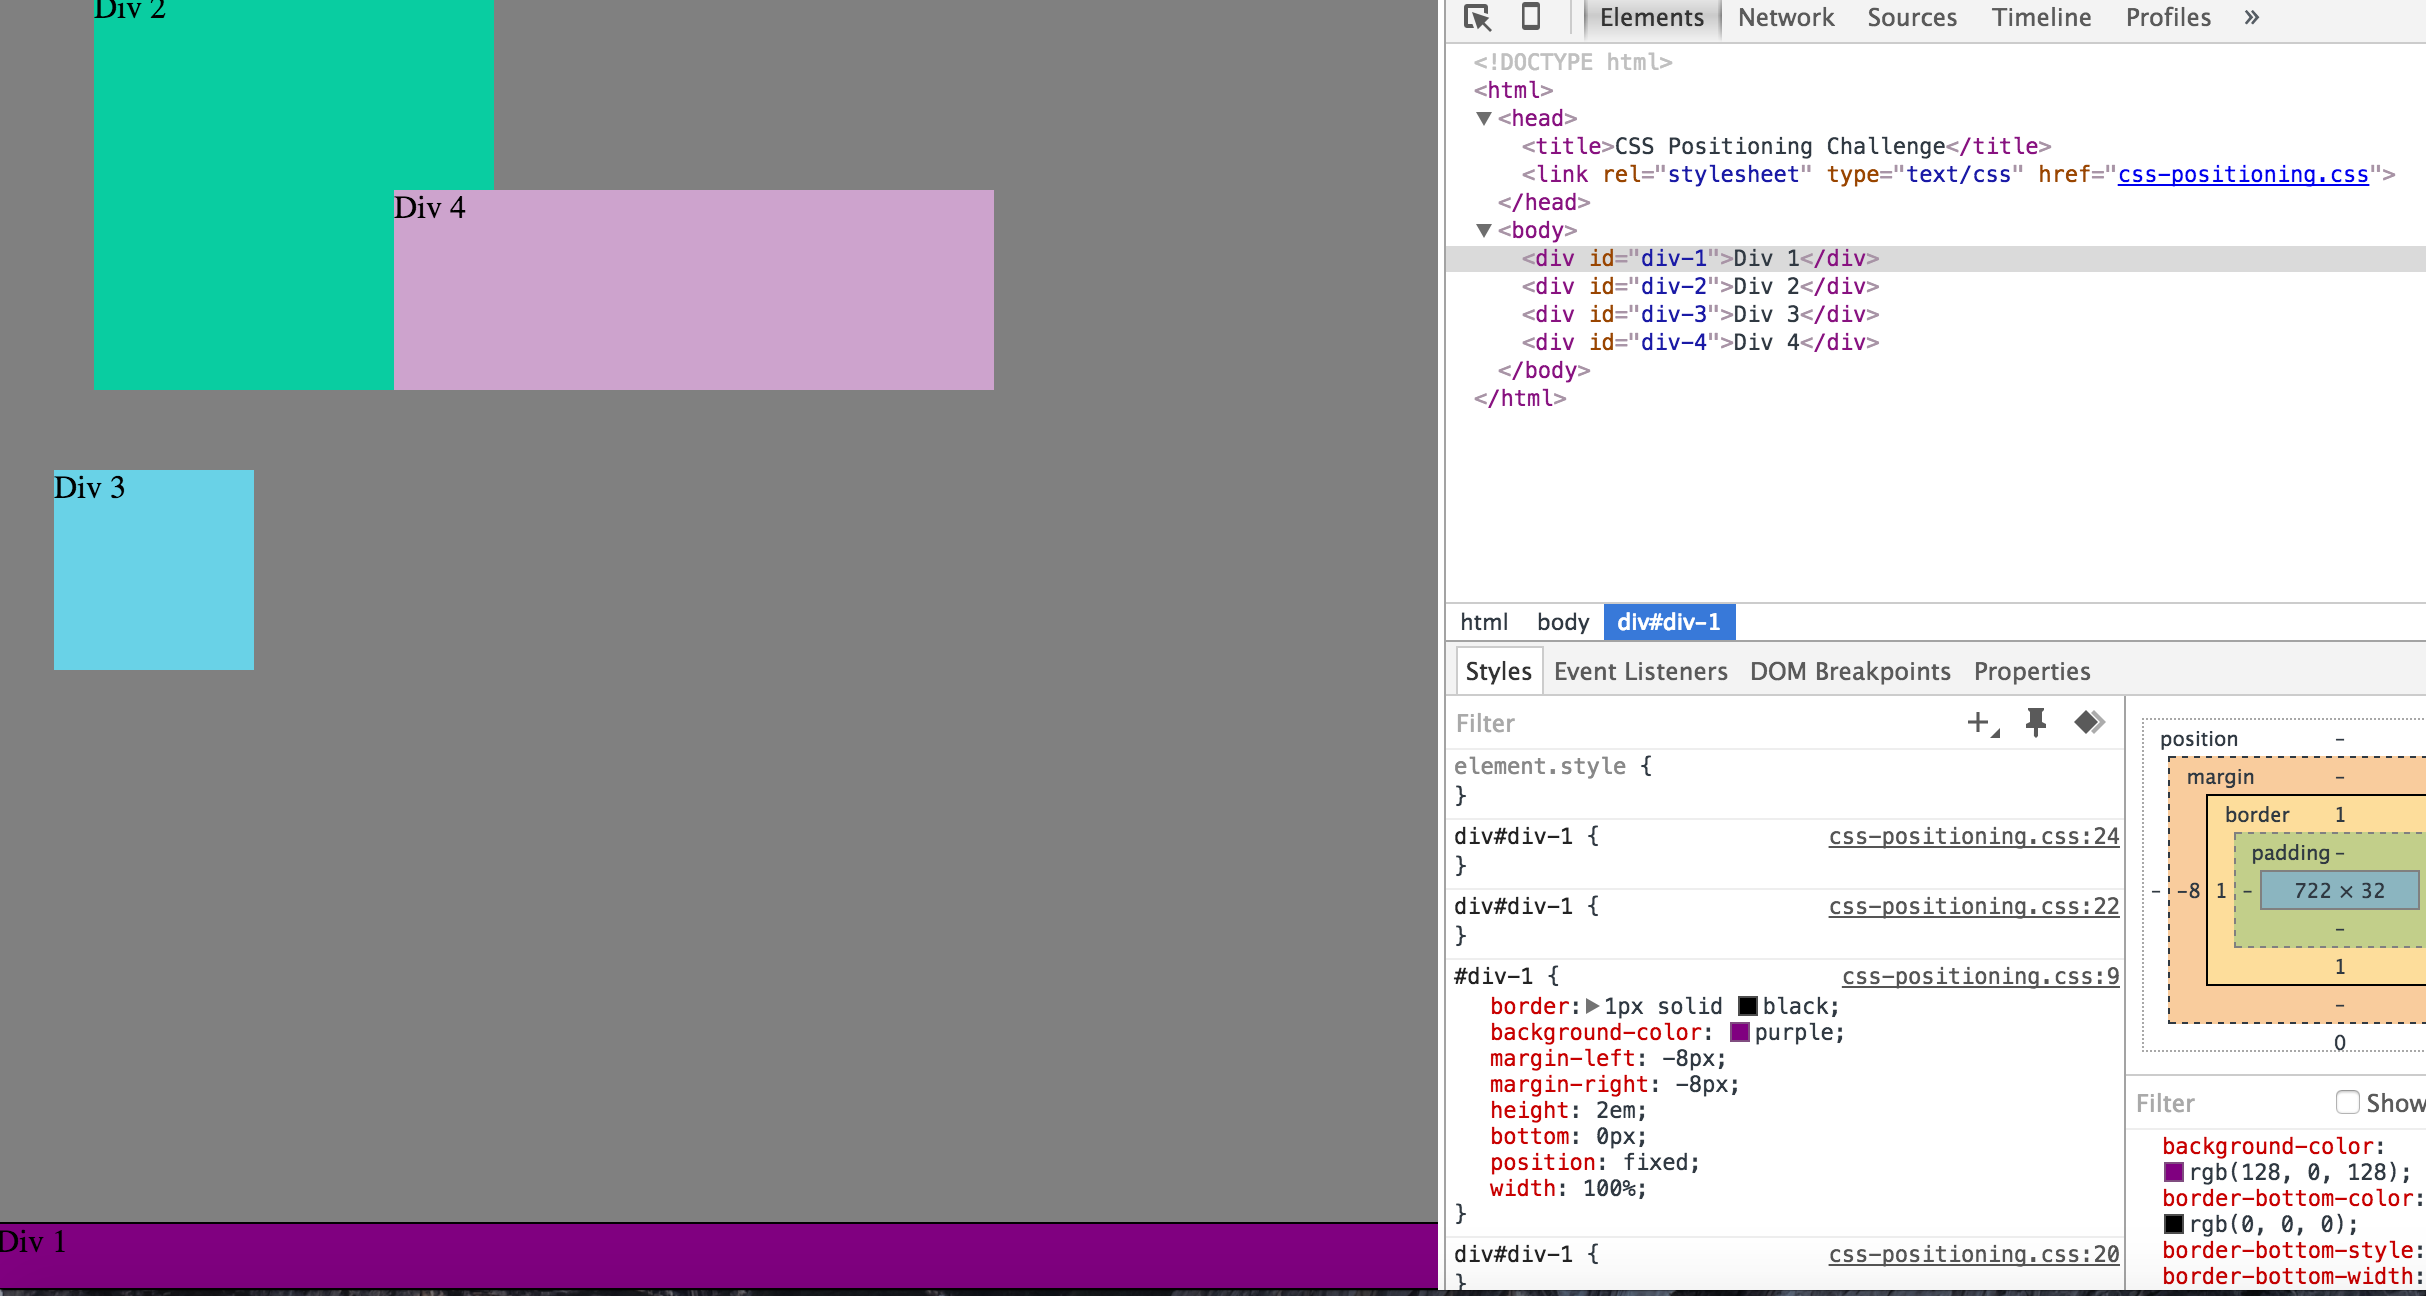 Div 2
Div 4
Div 3
Div 1
Elements Network Sources Timeline Profiles »
<!DOCTYPE html>
<html>
▼<head>
<title>CSS Positioning Challenge</title>
<link rel="stylesheet" type="text/css" href="css-positioning.css">
</head>
▼<body>
<div id="div-1">Div 1</div>
<div id="div-2">Div 2</div>
<div id="div-3">Div 3</div>
<div id="div-4">Div 4</div>
</body>
</html>
html body div#div-1
Styles Event Listeners DOM Breakpoints Properties
Filter
element.style {
}
div#div-1 { css-positioning.css:24
}
div#div-1 { css-positioning.css:22
}
#div-1 { css-positioning.css:9
border:▶1px solid black;
background-color: purple;
margin-left: -8px;
margin-right: -8px;
height: 2em;
bottom: 0px;
position: fixed;
width: 100%;
}
div#div-1 { css-positioning.css:20
}
position -
margin -
border 1
padding -
- -8 1 - 722 × 32
-
1
-
0
Filter Show
background-color:
rgb(128, 0, 128);
border-bottom-color:
rgb(0, 0, 0);
border-bottom-style:
border-bottom-width: